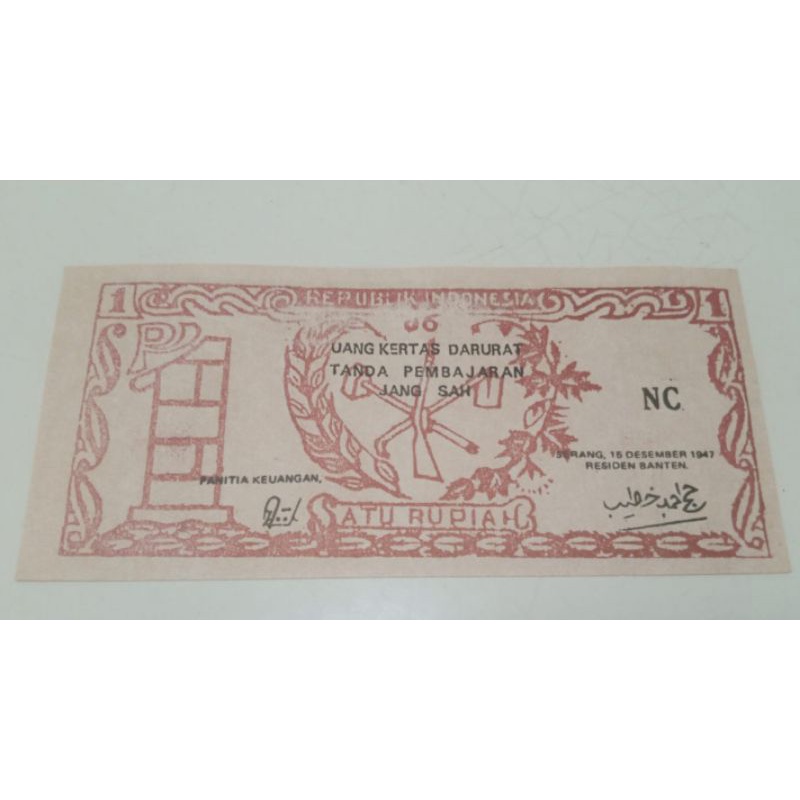 1 REPUBLIK INDONESIA 1
Rp
UANG KERTAS DARURAT
TANDA PEMBAJARAN
JANG SAH
NC
SERANG, 15 DESEMBER 1947
RESIDEN BANTEN.
PANITIA KEUANGAN,
SATU RUPIAH